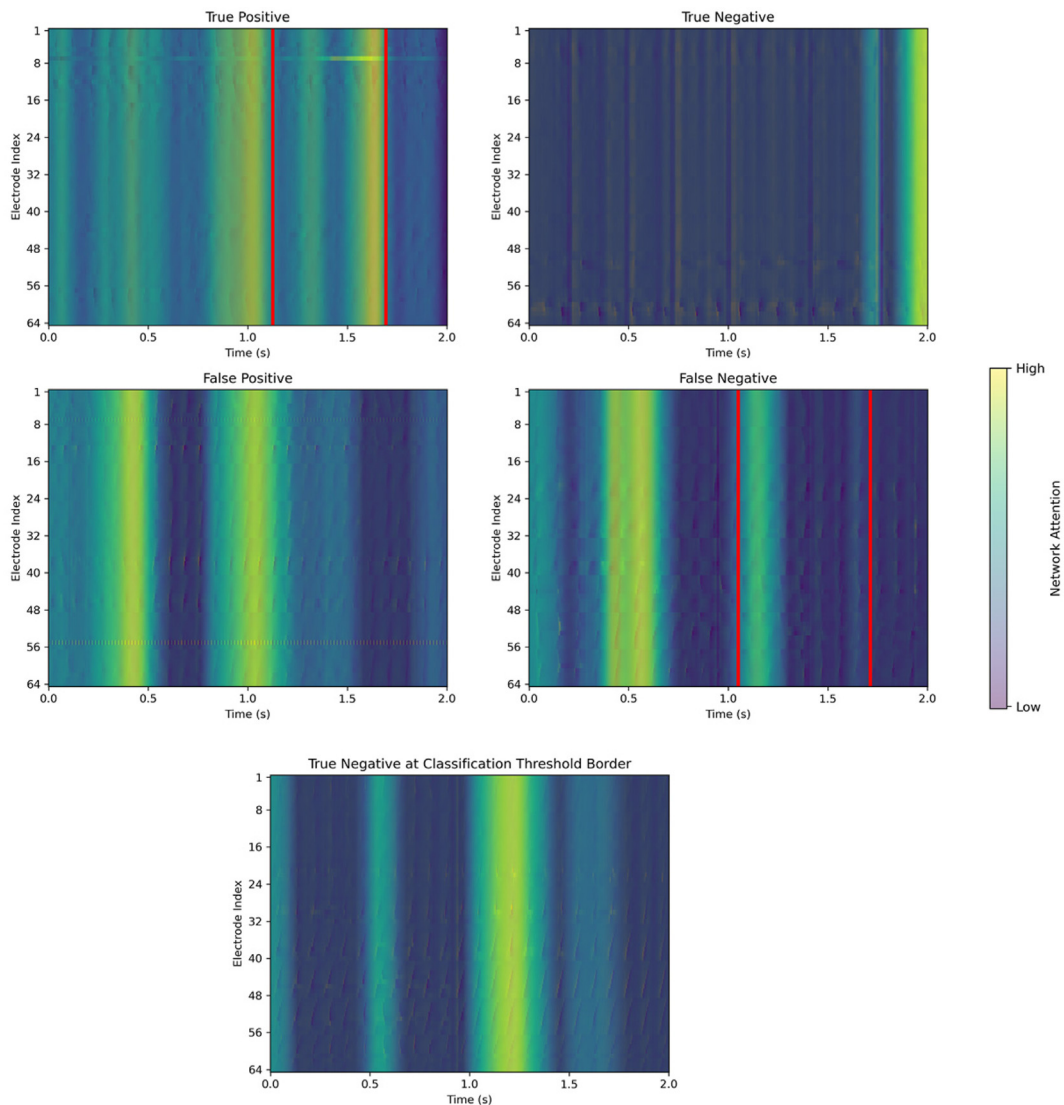 True Positive
True Negative
Electrode Index
1
8
16
24
32
40
48
56
64
0.0 0.5 1.0 1.5 2.0
Time (s)
Electrode Index
1
8
16
24
32
40
48
56
64
0.0 0.5 1.0 1.5 2.0
Time (s)
False Positive
False Negative
Electrode Index
1
8
16
24
32
40
48
56
64
0.0 0.5 1.0 1.5 2.0
Time (s)
Electrode Index
1
8
16
24
32
40
48
56
64
0.0 0.5 1.0 1.5 2.0
Time (s)
High
Low
Network Attention
True Negative at Classification Threshold Border
Electrode Index
1
8
16
24
32
40
48
56
64
0.0 0.5 1.0 1.5 2.0
Time (s)